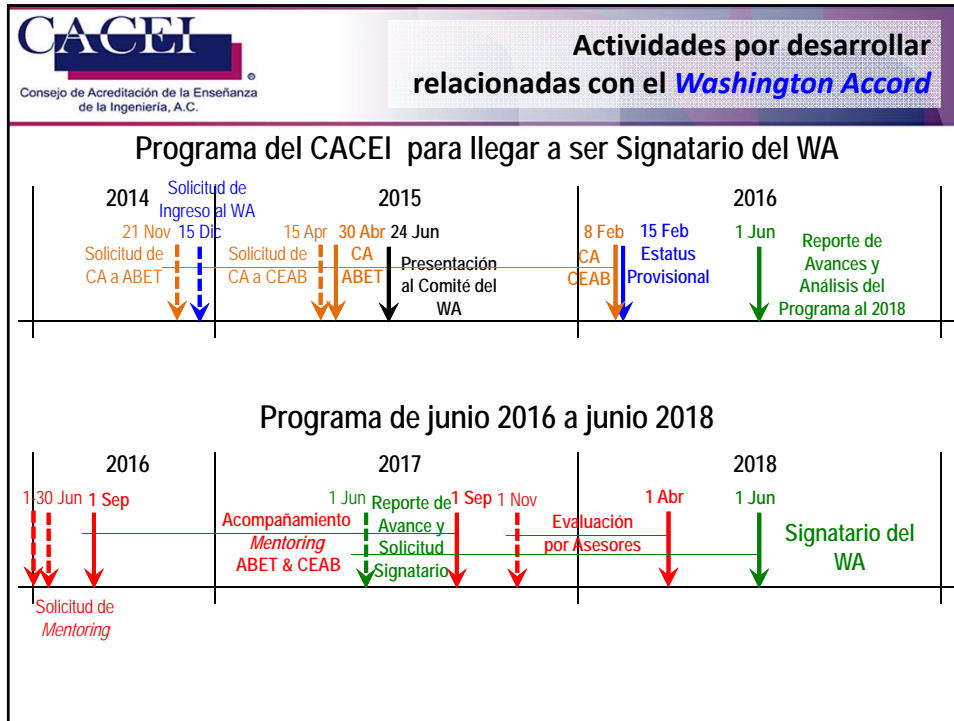 CACEI
®
Consejo de Acreditación de la Enseñanza
de la Ingeniería, A.C.
Actividades por desarrollar
relacionadas con el Washington Accord
Programa del CACEI para llegar a ser Signatario del WA
2014
Solicitud de
Ingreso al WA
21 Nov
15 Dic
Solicitud de
CA a ABET
2015
15 Apr
Solicitud de
CA a CEAB
30 Abr
CA
ABET
24 Jun
Presentación
al Comité del
WA
2016
8 Feb
CA
CEAB
15 Feb
Estatus
Provisional
1 Jun
Reporte de
Avances y
Análisis del
Programa al 2018
Programa de junio 2016 a junio 2018
2016
1-30 Jun
1 Sep
Solicitud de
Mentoring
2017
Acompañamiento
Mentoring
ABET & CEAB
1 Jun
Reporte de
Avance y
Solicitud
Signatario
1 Sep
1 Nov
Evaluación
por Asesores
2018
1 Abr
1 Jun
Signatario del
WA